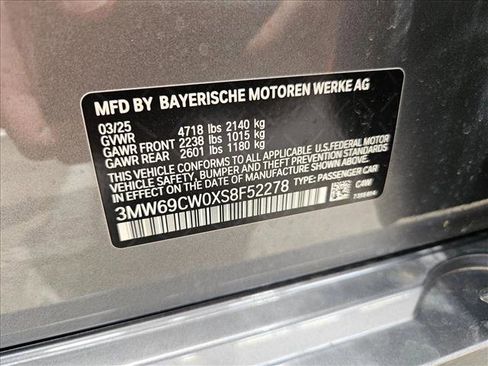 MFD BY BAYERISCHE MOTOREN WERKE AG
03/25
GVWR 4718 lbs 2140 kg
GAWR FRONT 2238 lbs 1015 kg
GAWR REAR 2601 lbs 1180 kg
THIS VEHICLE CONFORMS TO ALL APPLICABLE U.S.FEDERAL MOTOR
VEHICLE SAFETY, BUMPER, AND THEFT PREVENTION STANDARDS IN
EFFECT ON THE DATE OF MANUFACTURE SHOWN ABOVE.
3MW69CW0XS8F52278 TYPE: PASSENGER CAR